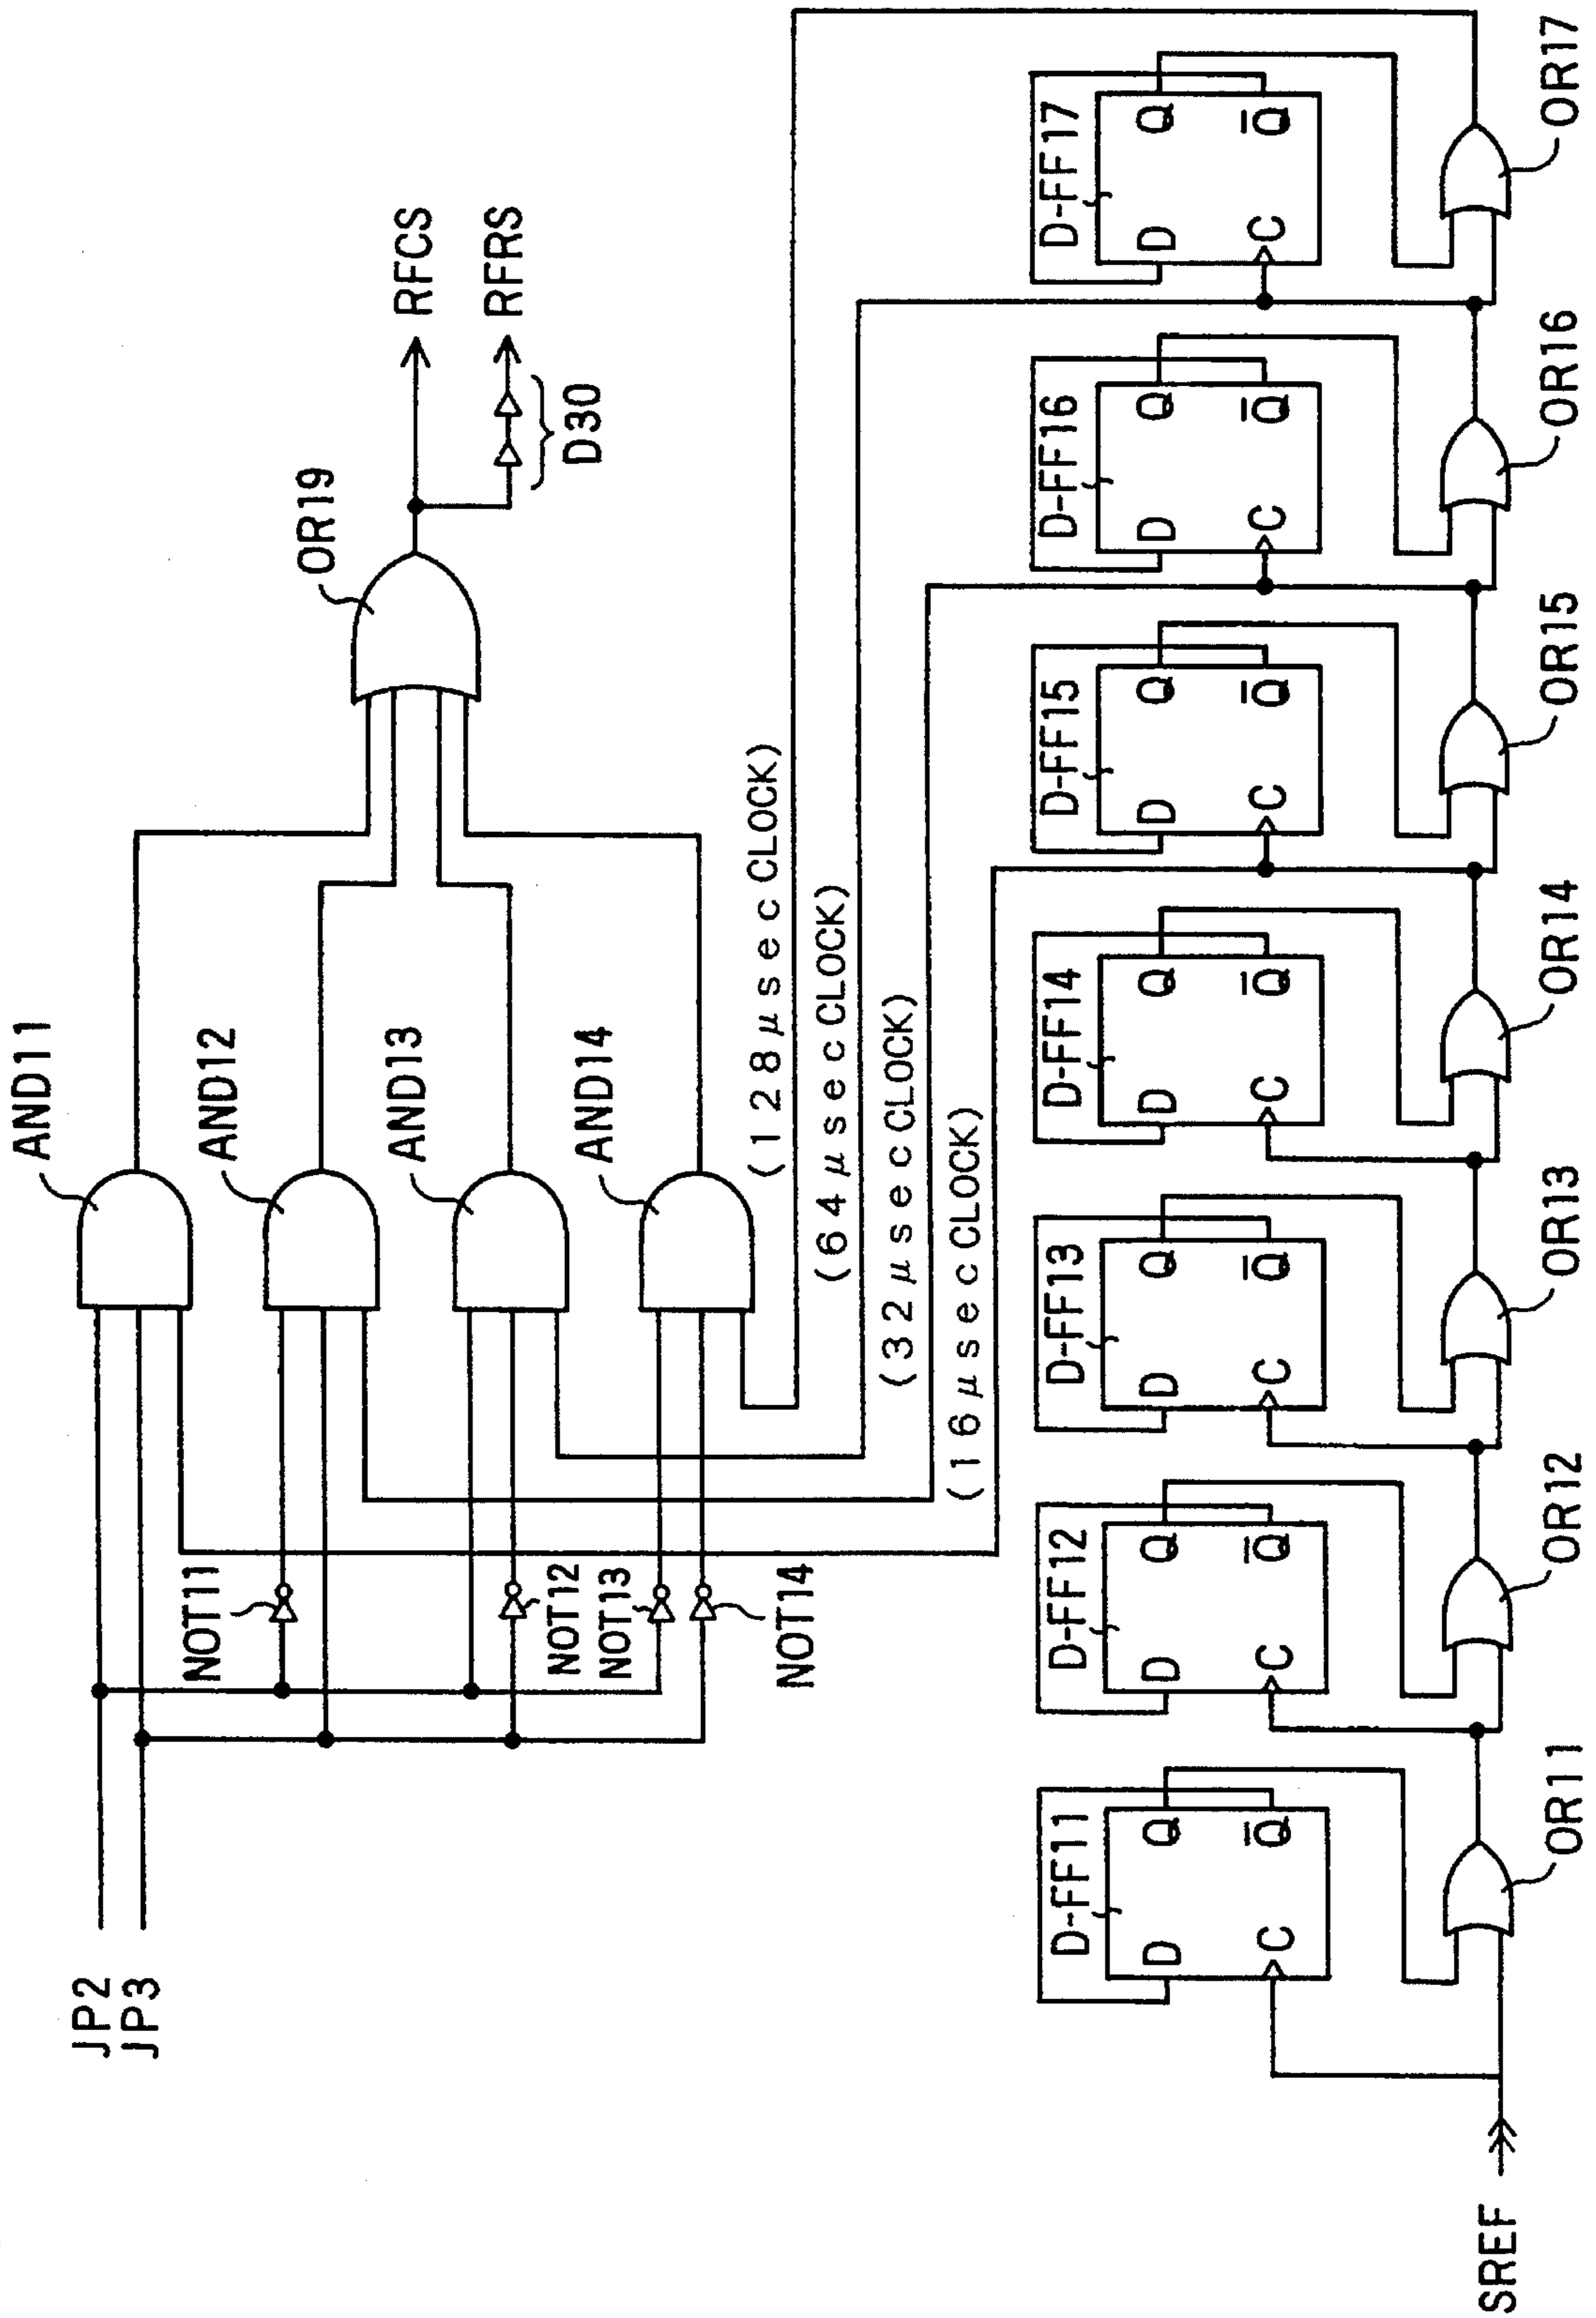 JP2
JP3
AND11
AND12
AND13
AND14
NOT11
NOT12
NOT13
NOT14
OR19
RFCS
RFRS
D30
(128μsec CLOCK)
(64μsec CLOCK)
(32μsec CLOCK)
(16μsec CLOCK)
D-FF11
D
Q
C
Q̅
D-FF12
D
Q
C
Q̅
D-FF13
D
Q
C
Q̅
D-FF14
D
Q
C
Q̅
D-FF15
D
Q
C
Q̅
D-FF16
D
Q
C
Q̅
D-FF17
D
Q
C
Q̅
SREF
OR11
OR12
OR13
OR14
OR15
OR16
OR17